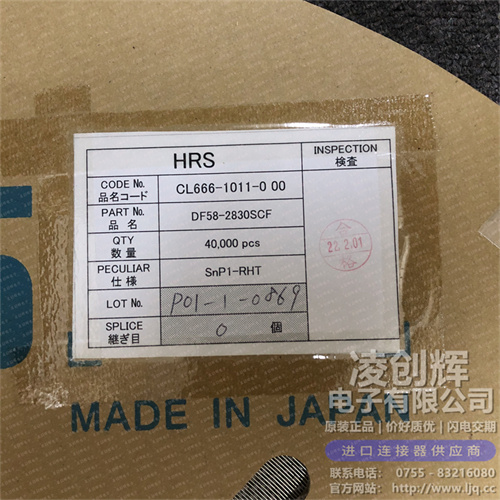 HRS
INSPECTION
検査
CODE No.
品名コード
CL666-1011-0 00
PART No.
品 名
DF58-2830SCF
QTY
数量
40,000 pcs
PECULIAR
仕 様
SnP1-RHT
LOT No.
P01-1-0869
SPLICE
継ぎ目
0 個
22.2.01
MADE IN JAPAN
凌创辉
电子有限公司
原装正品 | 价好质优 | 闪电交期
进口连接器供应商
联系电话: 0755 - 83216080
官方网站: http://www.ljq.cc